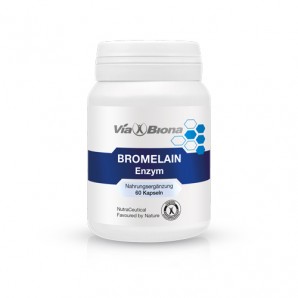 Via Biona
BROMELAIN
Enzym
Nahrungsergänzung
60 Kapseln
NutraCeutical
Favoured by Nature